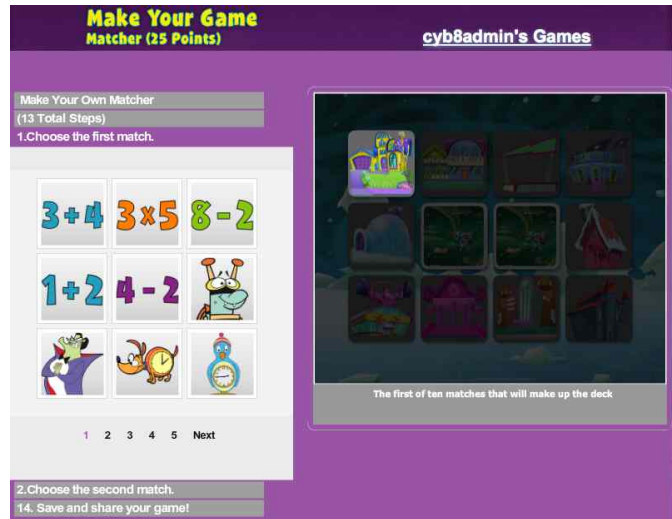 Make Your Game
Matcher (25 Points)
cyb8admin's Games
Make Your Own Matcher
(13 Total Steps)
1.Choose the first match.
3+4 3x5 8-2
1+2 4-2
The first of ten matches that will make up the deck
1 2 3 4 5 Next
2.Choose the second match.
14. Save and share your game!